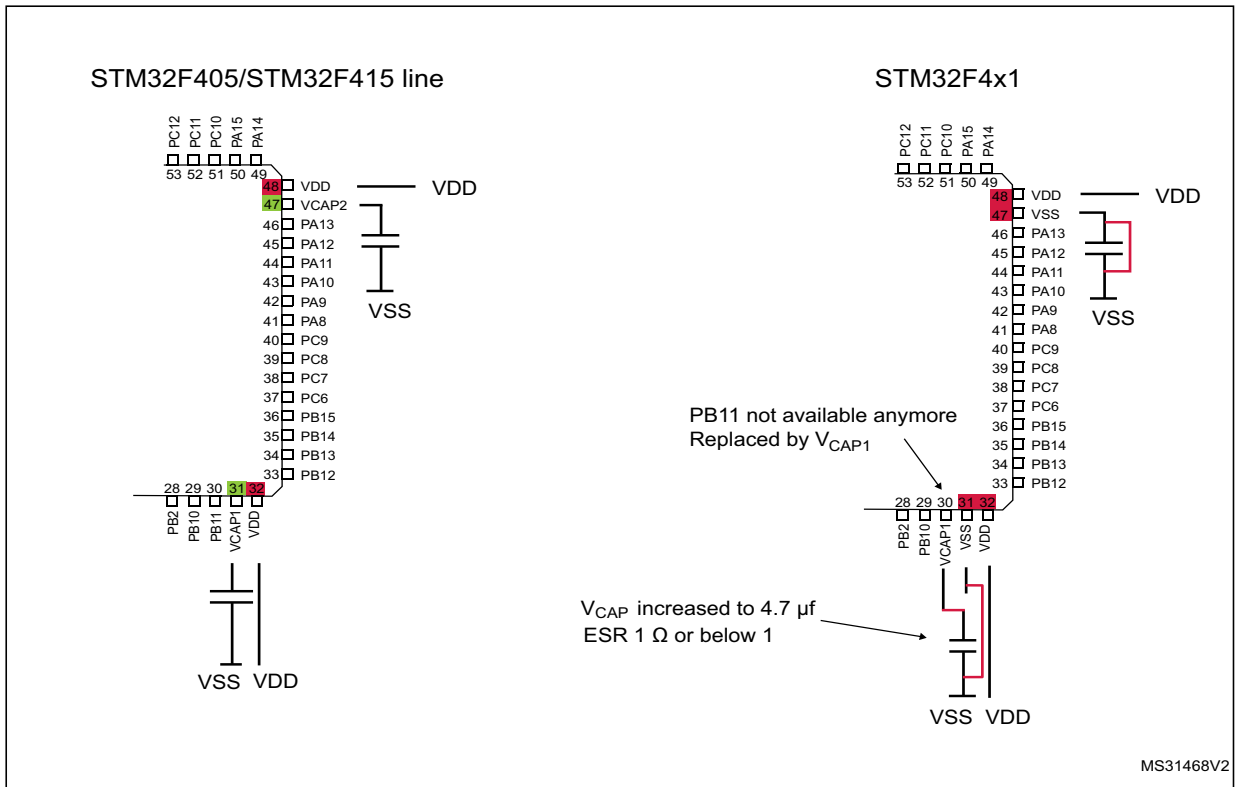 STM32F405/STM32F415 line
PC12 PC11 PC10 PA15 PA14
53 52 51 50 49
48 VDD VDD
47 VCAP2
46 PA13
45 PA12
44 PA11
43 PA10
42 PA9
41 PA8
40 PC9
39 PC8
38 PC7
37 PC6
36 PB15
35 PB14
34 PB13
33 PB12
VSS
28 29 30 31 32
PB2 PB10 PB11 VCAP1 VDD
VSS VDD
STM32F4x1
PC12 PC11 PC10 PA15 PA14
53 52 51 50 49
48 VDD VDD
47 VSS
46 PA13
45 PA12
44 PA11
43 PA10
42 PA9
41 PA8
40 PC9
39 PC8
38 PC7
37 PC6
36 PB15
35 PB14
34 PB13
33 PB12
VSS
PB11 not available anymore
Replaced by VCAP1
28 29 30 31 32
PB2 PB10 VCAP1 VSS VDD
VCAP increased to 4.7 µf
ESR 1 Ω or below 1
VSS VDD
MS31468V2